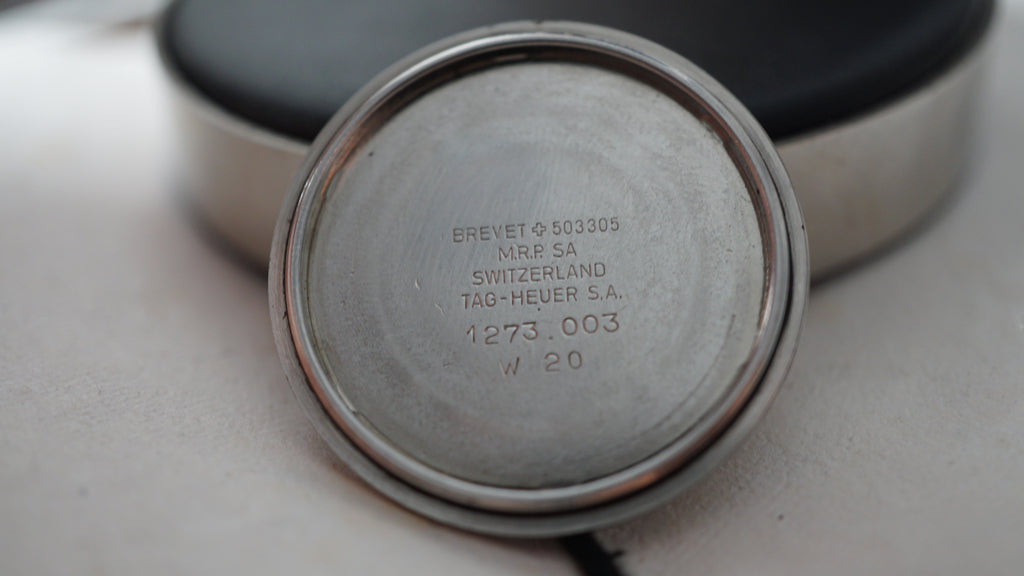 BREVET ✚ 503305
M.R.P. SA
SWITZERLAND
TAG-HEUER S.A.
1273.003
W 20